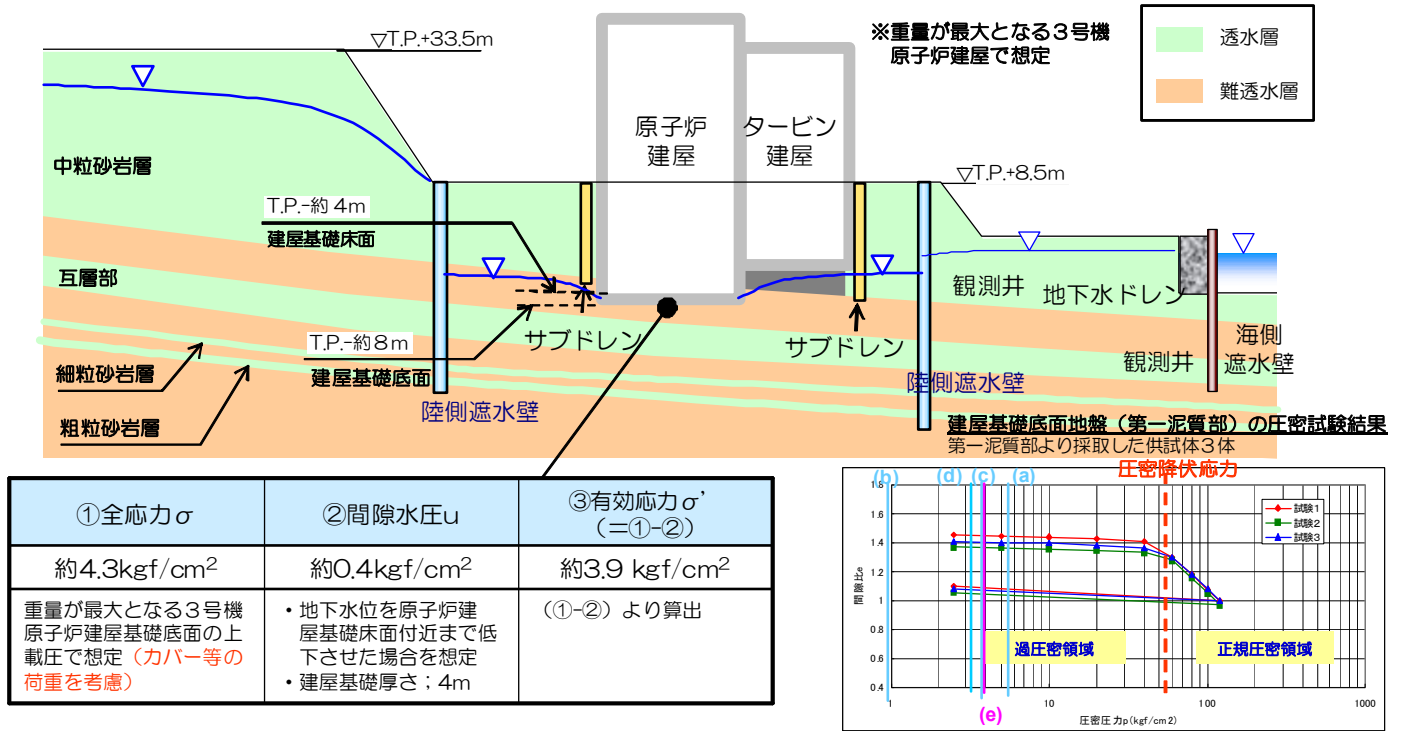 ▽T.P.+33.5m
※重量が最大となる3号機
原子炉建屋で想定
透水層
難透水層
原子炉
建屋
タービン
建屋
中粒砂岩層
▽T.P.+8.5m
T.P.-約4m
建屋基礎床面
互層部
観測井
地下水ドレン
サブドレン
サブドレン
T.P.-約8m
建屋基礎底面
海側
遮水壁
観測井
細粒砂岩層
陸側遮水壁
陸側遮水壁
粗粒砂岩層
建屋基礎底面地盤(第一泥質部)の圧密試験結果
第一泥質部より採取した供試体3体
圧密降伏応力
①全応力σ
②間隙水圧u
③有効応力σ’
(=①-②)
約4.3kgf/cm2
約0.4kgf/cm2
約3.9 kgf/cm2
重量が最大となる3号機
原子炉建屋基礎底面の上
載圧で想定(カバー等の
荷重を考慮)
・地下水位を原子炉建
屋基礎床面付近まで低
下させた場合を想定
・建屋基礎厚さ;4m
(①-②)より算出
(b)
(d)
(c)
(a)
1.8
1.6
1.4
1.2
1
0.8
0.6
0.4
間隙比e
試験1
試験2
試験3
過圧密領域
正規圧密領域
1
10
100
1000
(e)
圧密圧力p(kgf/cm2)